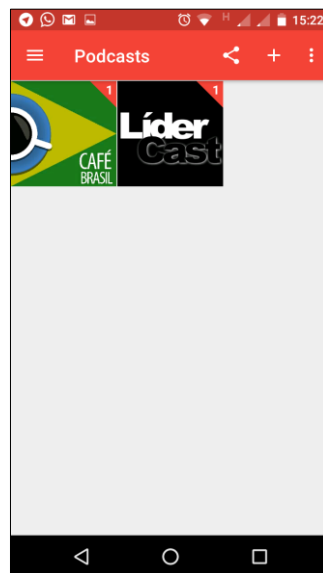 H 15:22
Podcasts
1 1
CAFÉ
BRASIL
Líder
Cast